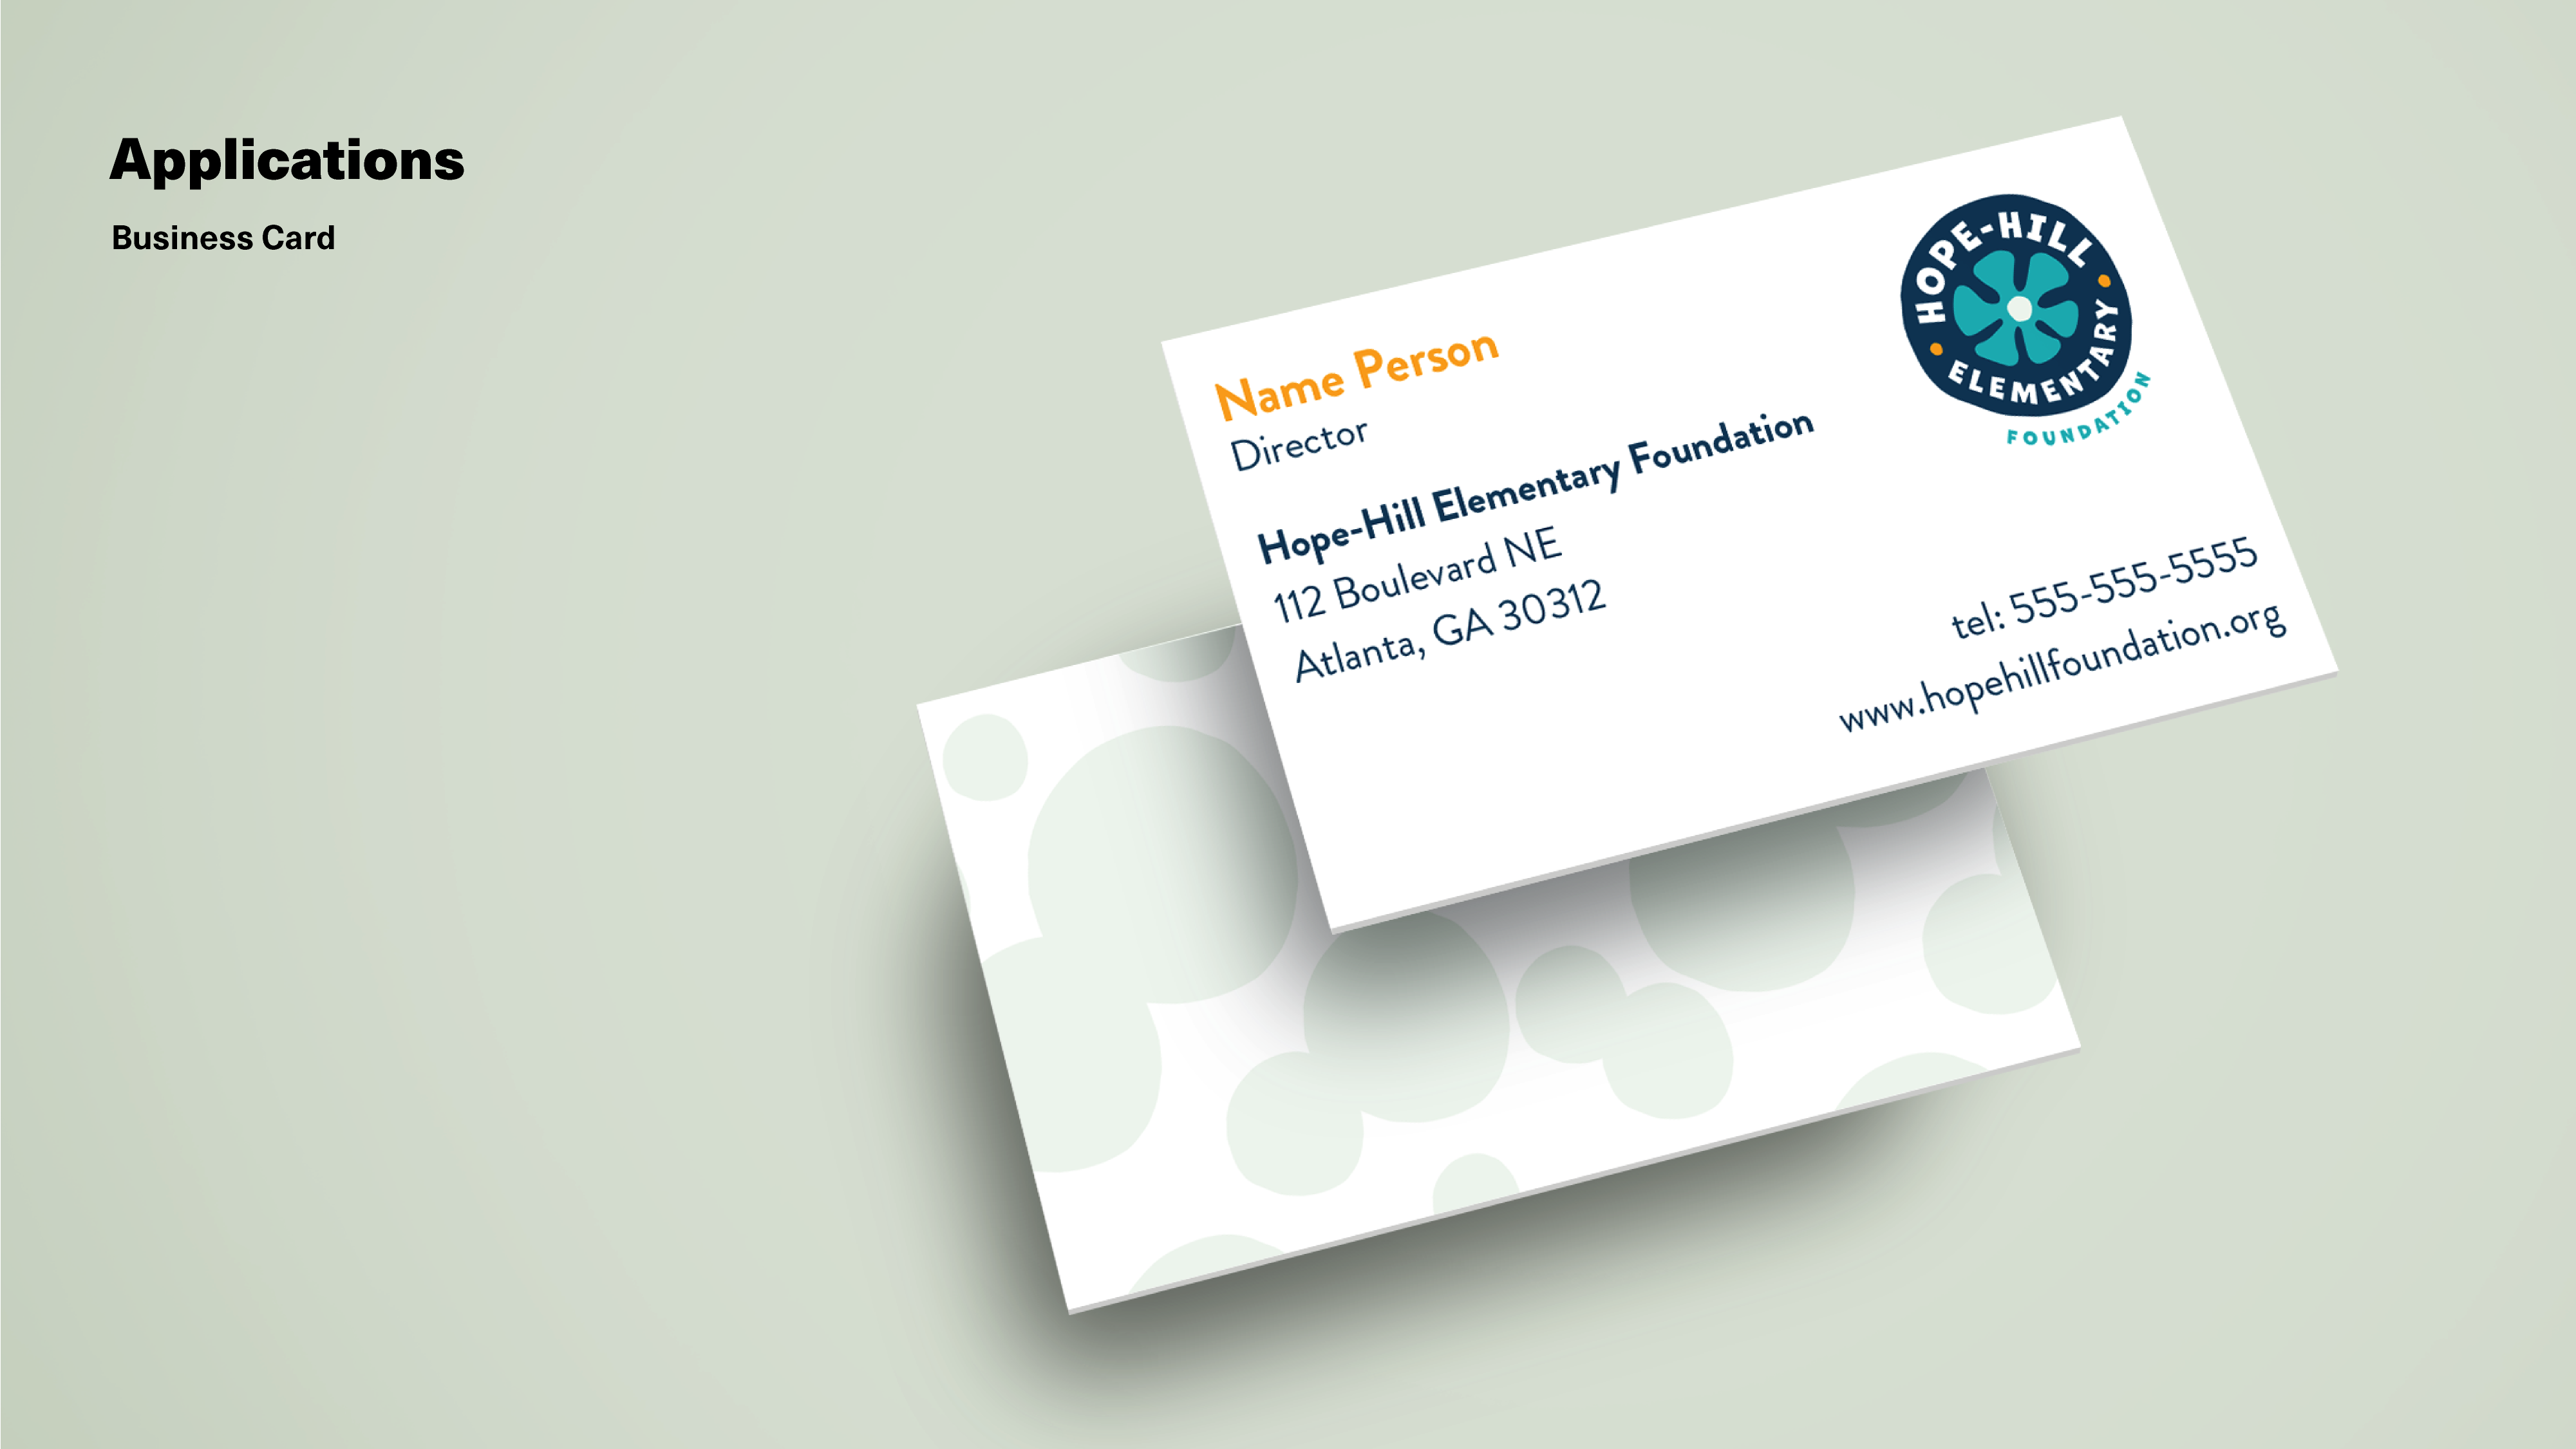 Applications
Business Card
Name Person
Director
Hope-Hill Elementary Foundation
112 Boulevard NE
Atlanta, GA 30312
HOPE-HILL
ELEMENTARY
FOUNDATION
tel: 555-555-5555
www.hopehillfoundation.org